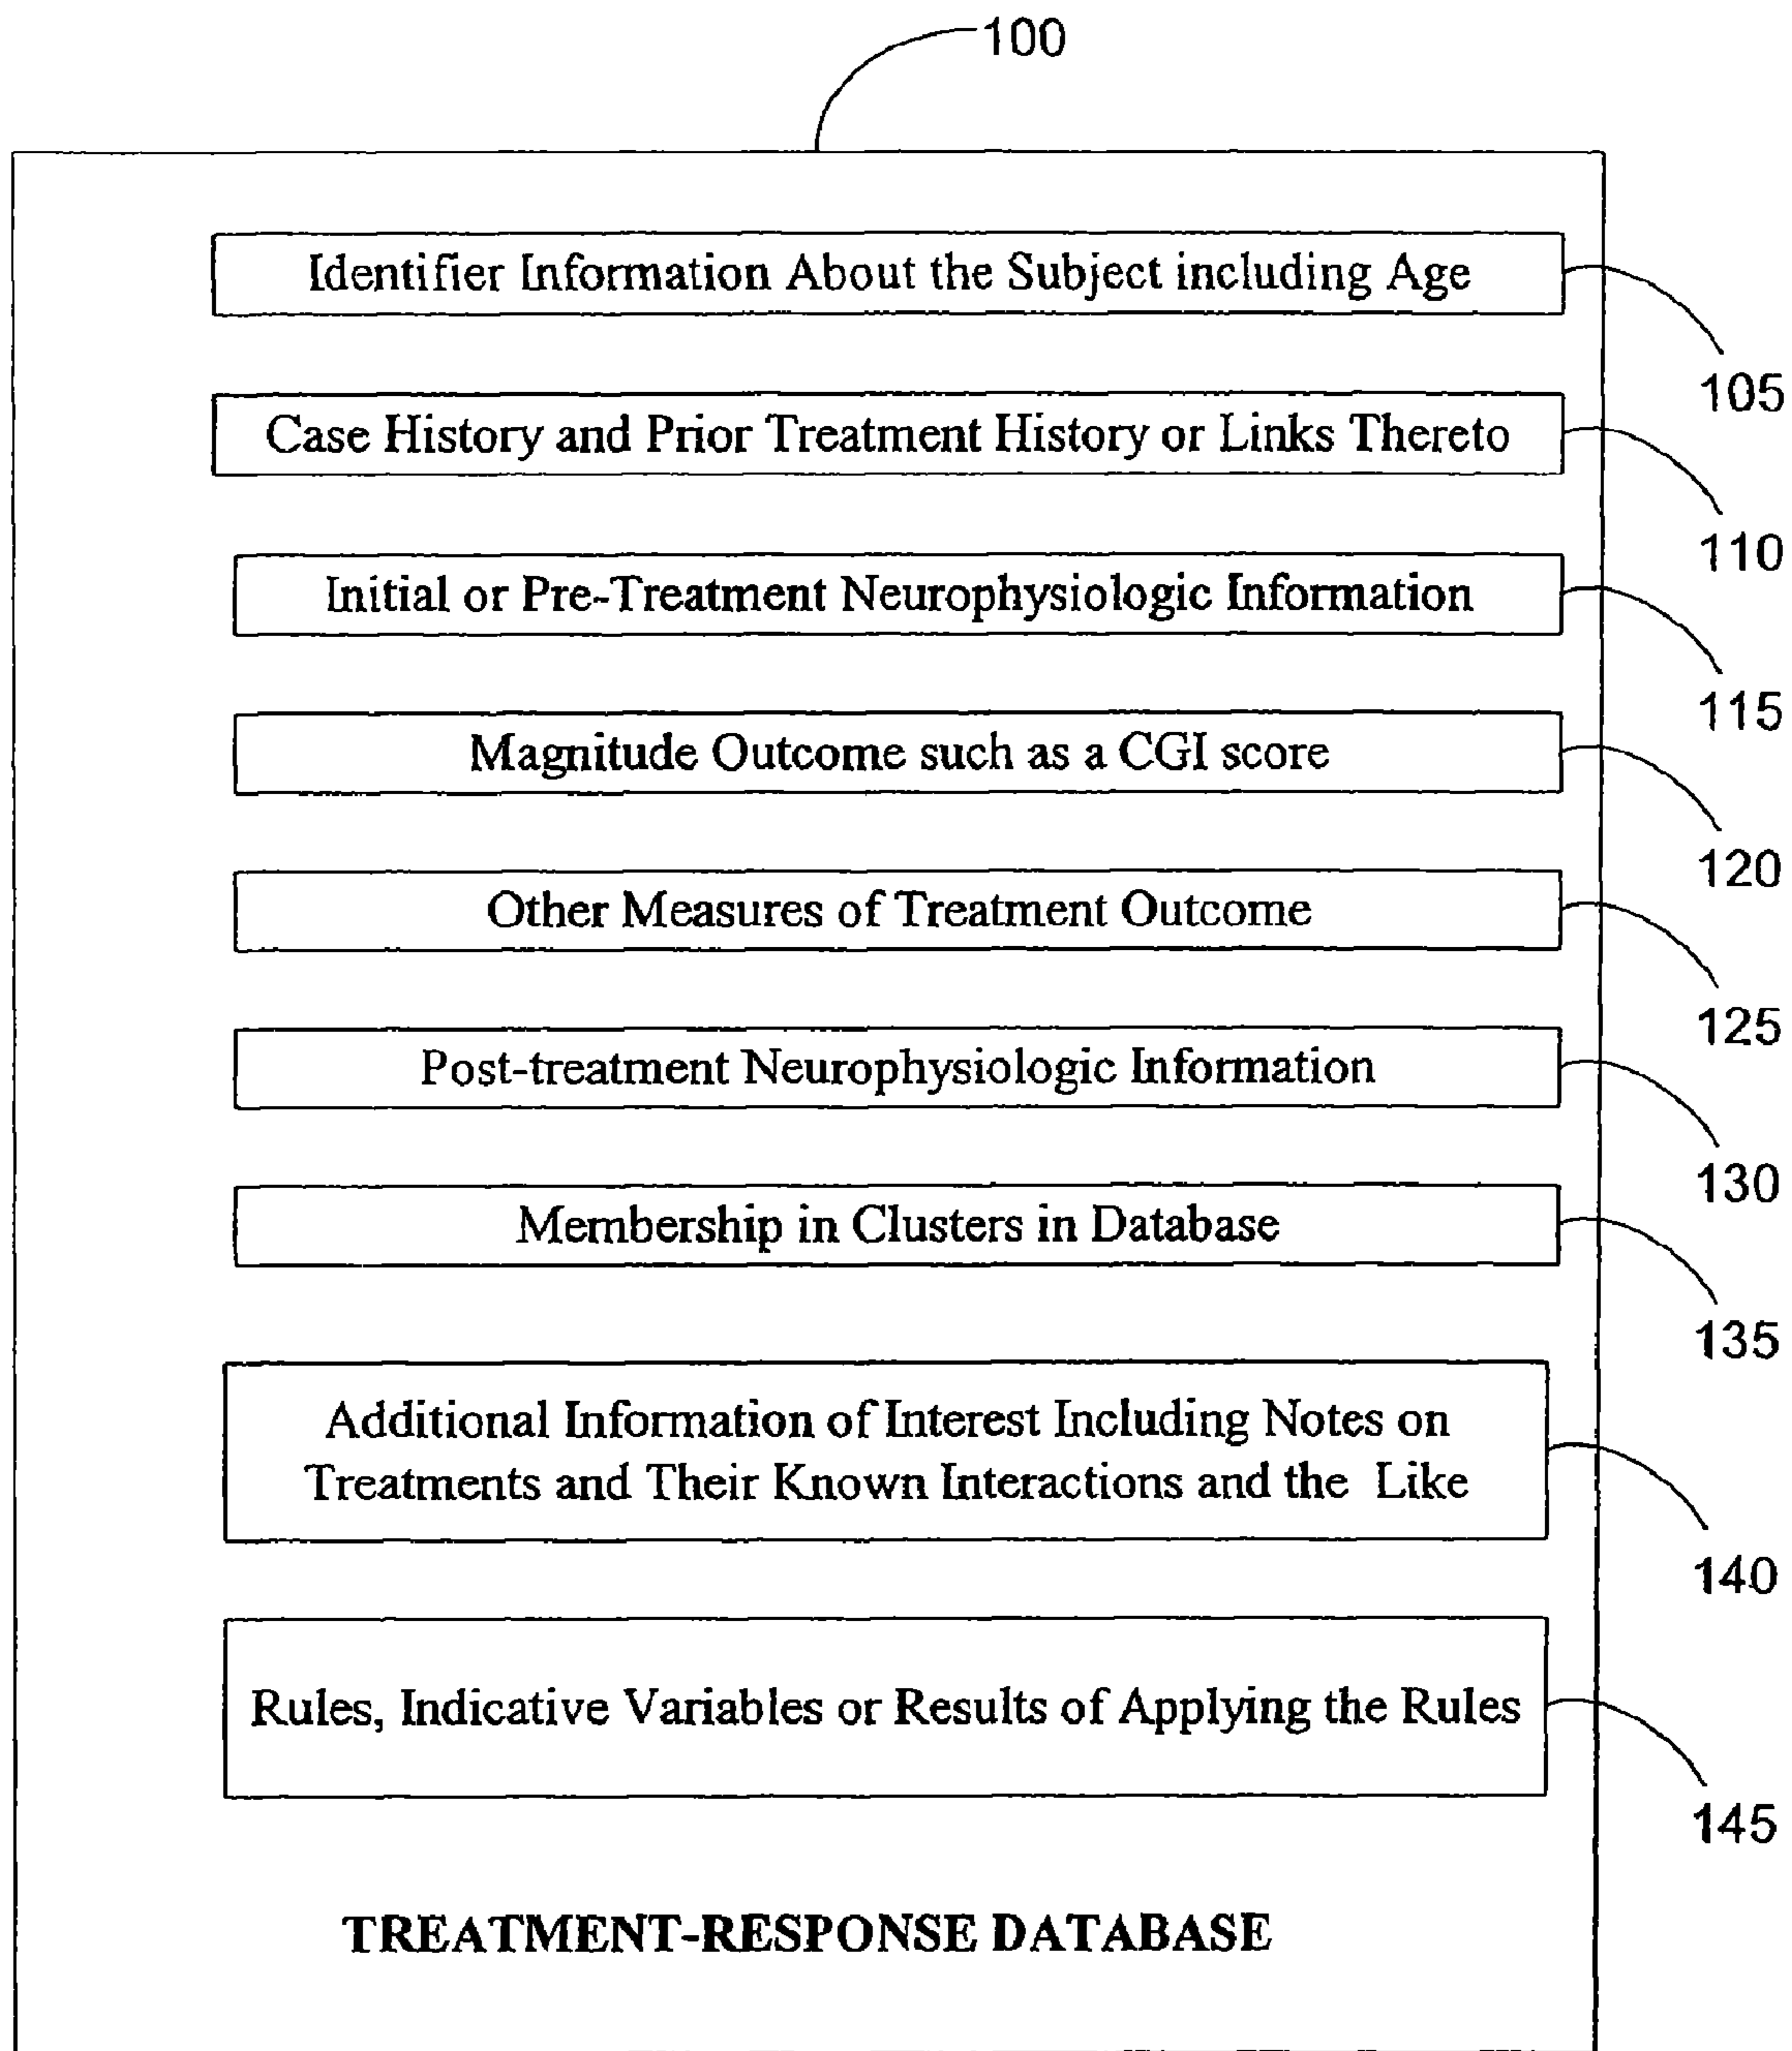 100
Identifier Information About the Subject including Age
105
Case History and Prior Treatment History or Links Thereto
110
Initial or Pre-Treatment Neurophysiologic Information
115
Magnitude Outcome such as a CGI score
120
Other Measures of Treatment Outcome
125
Post-treatment Neurophysiologic Information
130
Membership in Clusters in Database
135
Additional Information of Interest Including Notes on
Treatments and Their Known Interactions and the Like
140
Rules, Indicative Variables or Results of Applying the Rules
145
TREATMENT-RESPONSE DATABASE